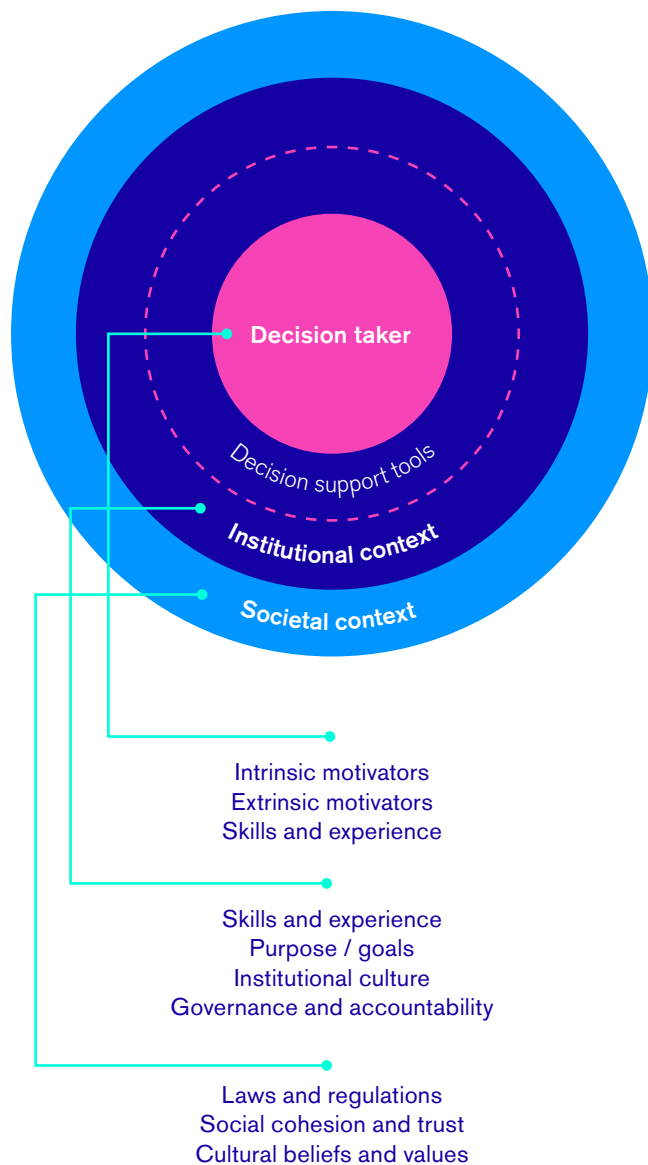 Decision taker
Decision support tools
Institutional context
Societal context
Intrinsic motivators
Extrinsic motivators
Skills and experience
Skills and experience
Purpose / goals
Institutional culture
Governance and accountability
Laws and regulations
Social cohesion and trust
Cultural beliefs and values